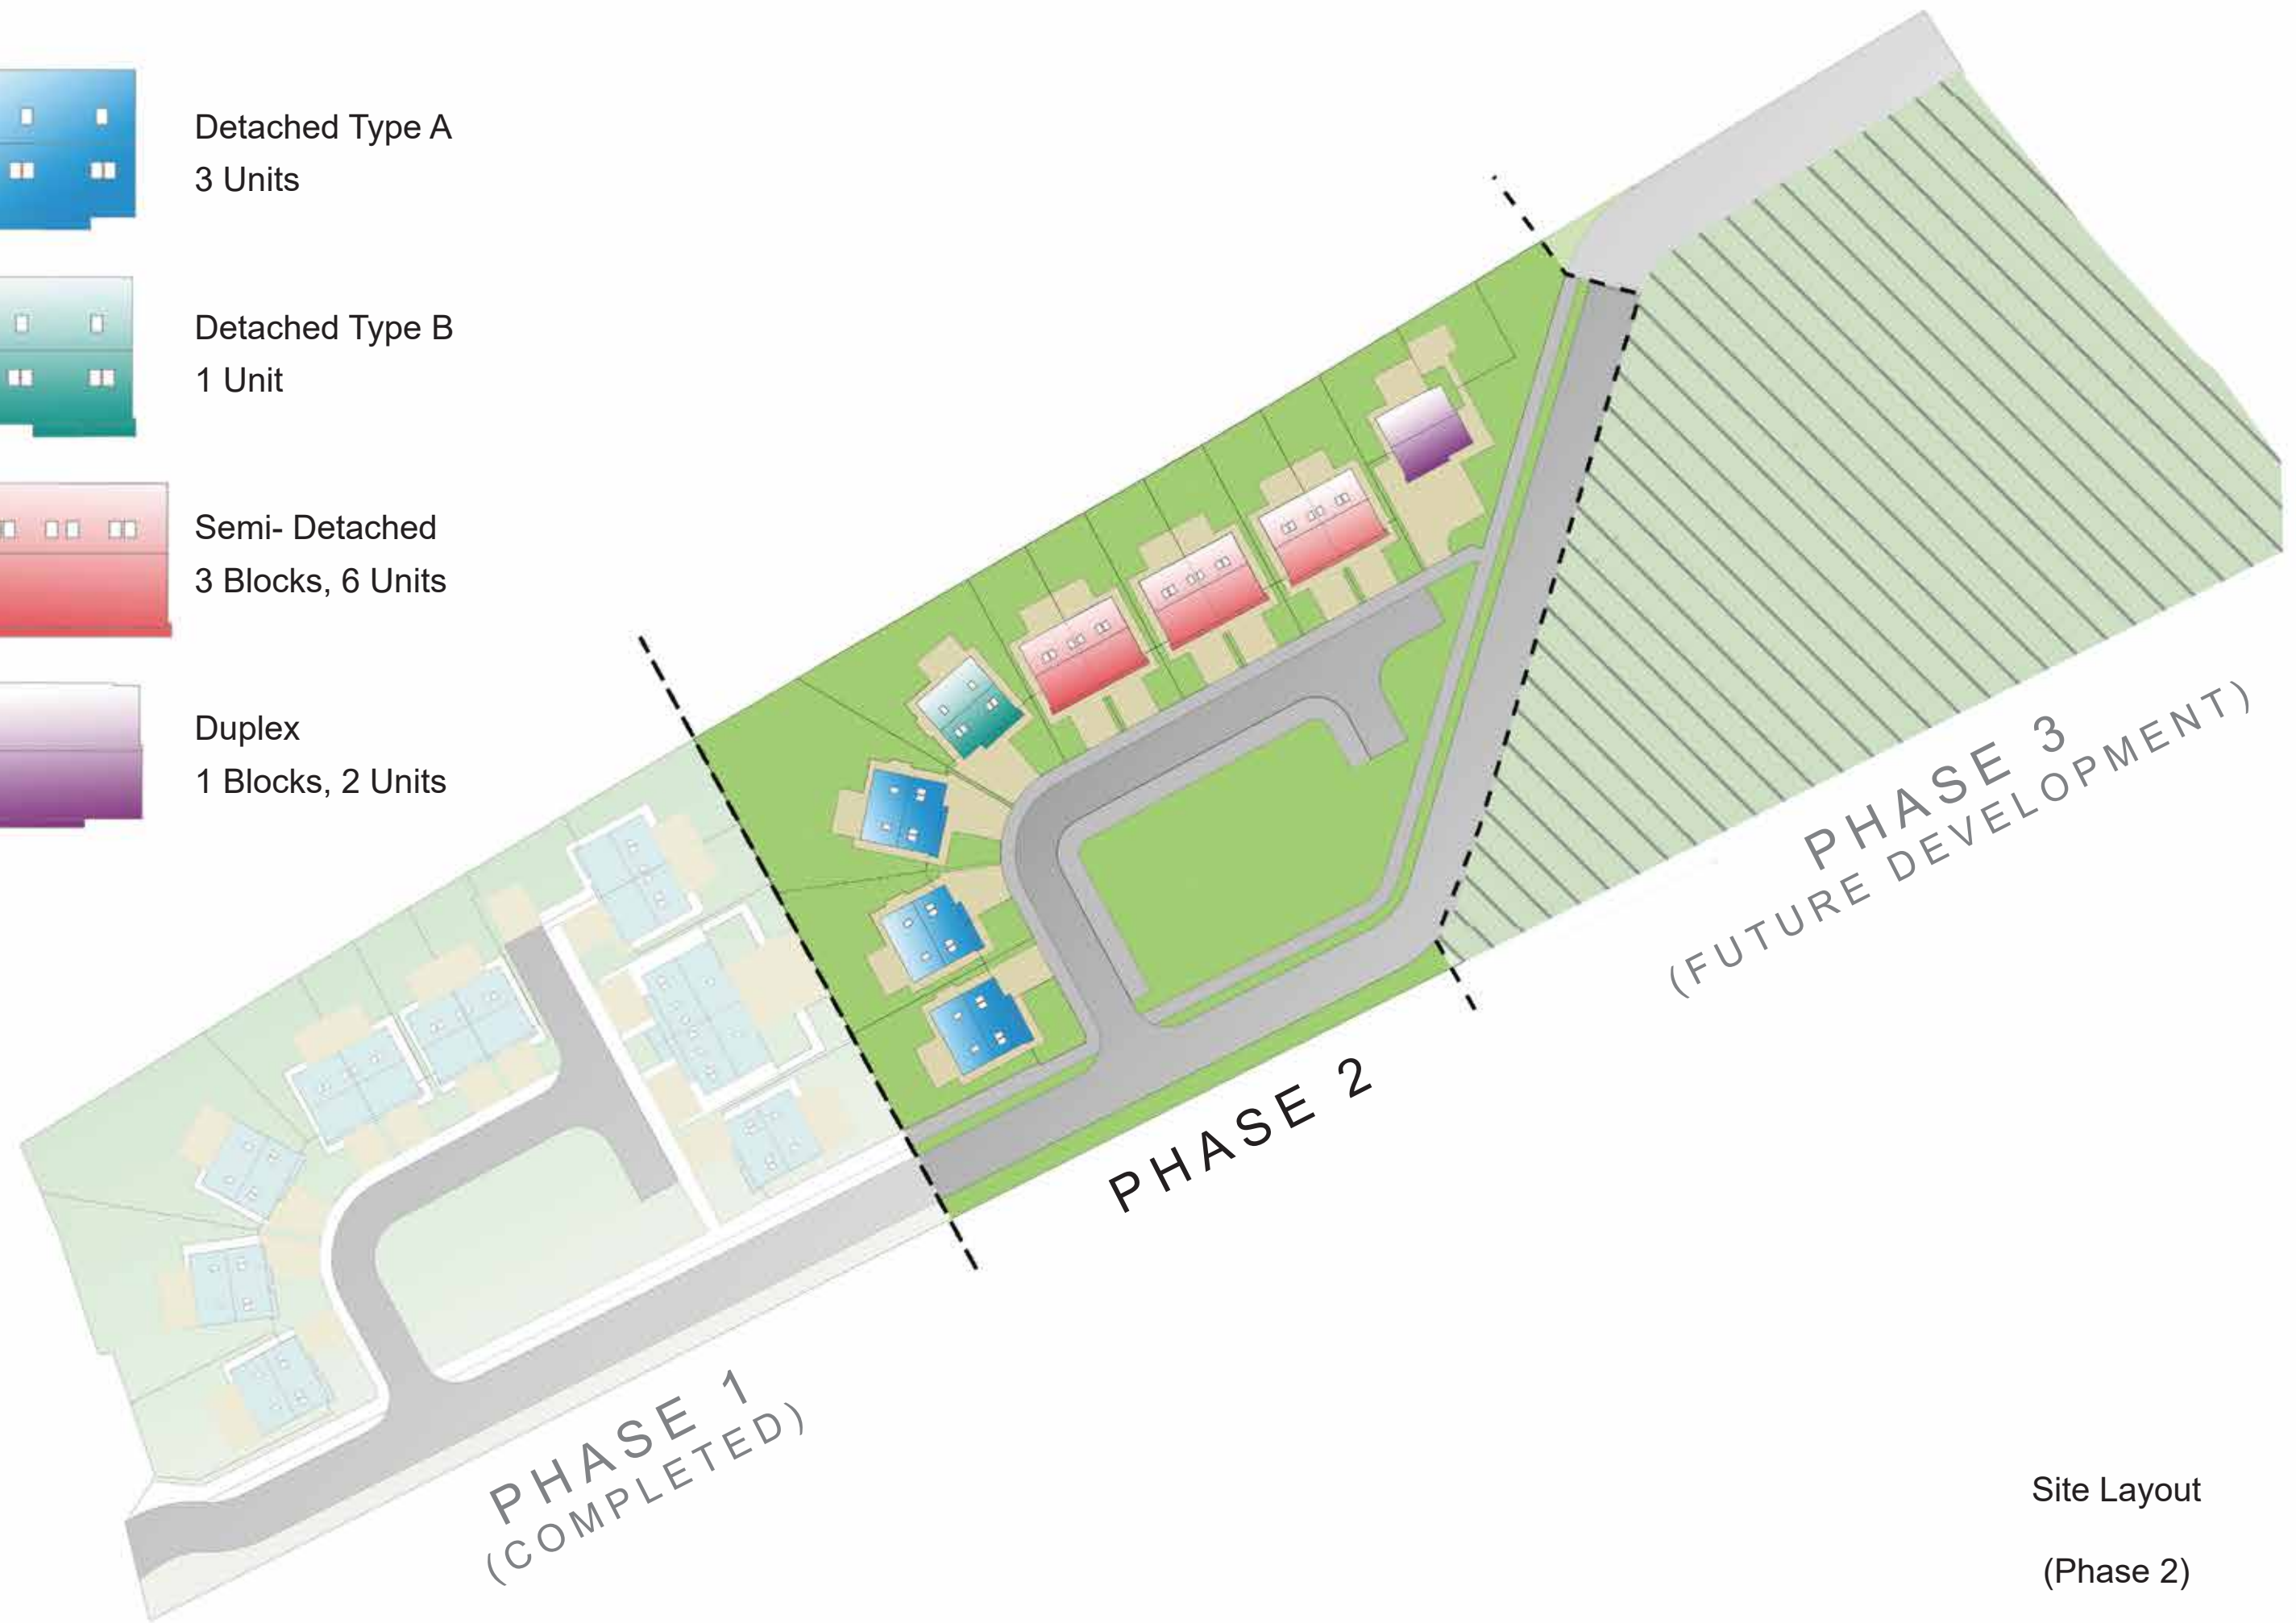 Detached Type A
3 Units
Detached Type B
1 Unit
Semi- Detached
3 Blocks, 6 Units
Duplex
1 Blocks, 2 Units
PHASE 3
(FUTURE DEVELOPMENT)
PHASE 2
PHASE 1
(COMPLETED)
Site Layout
(Phase 2)